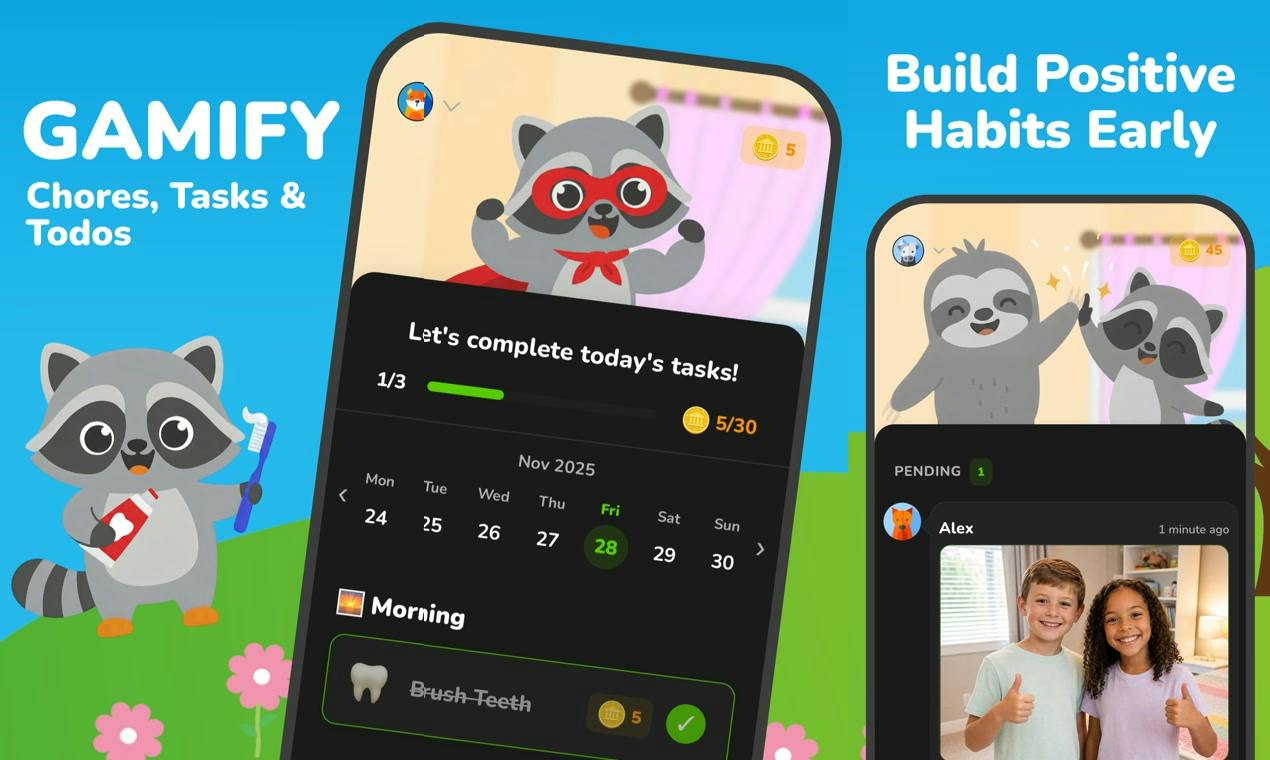 GAMIFY
Chores, Tasks &
Todos
5
Let's complete today's tasks!
1/3
5/30
Nov 2025
Mon Tue Wed Thu Fri Sat Sun
‹ 24 25 26 27 28 29 30 ›
Morning
Brush Teeth 5 ✓
Build Positive
Habits Early
45
PENDING 1
Alex 1 minute ago